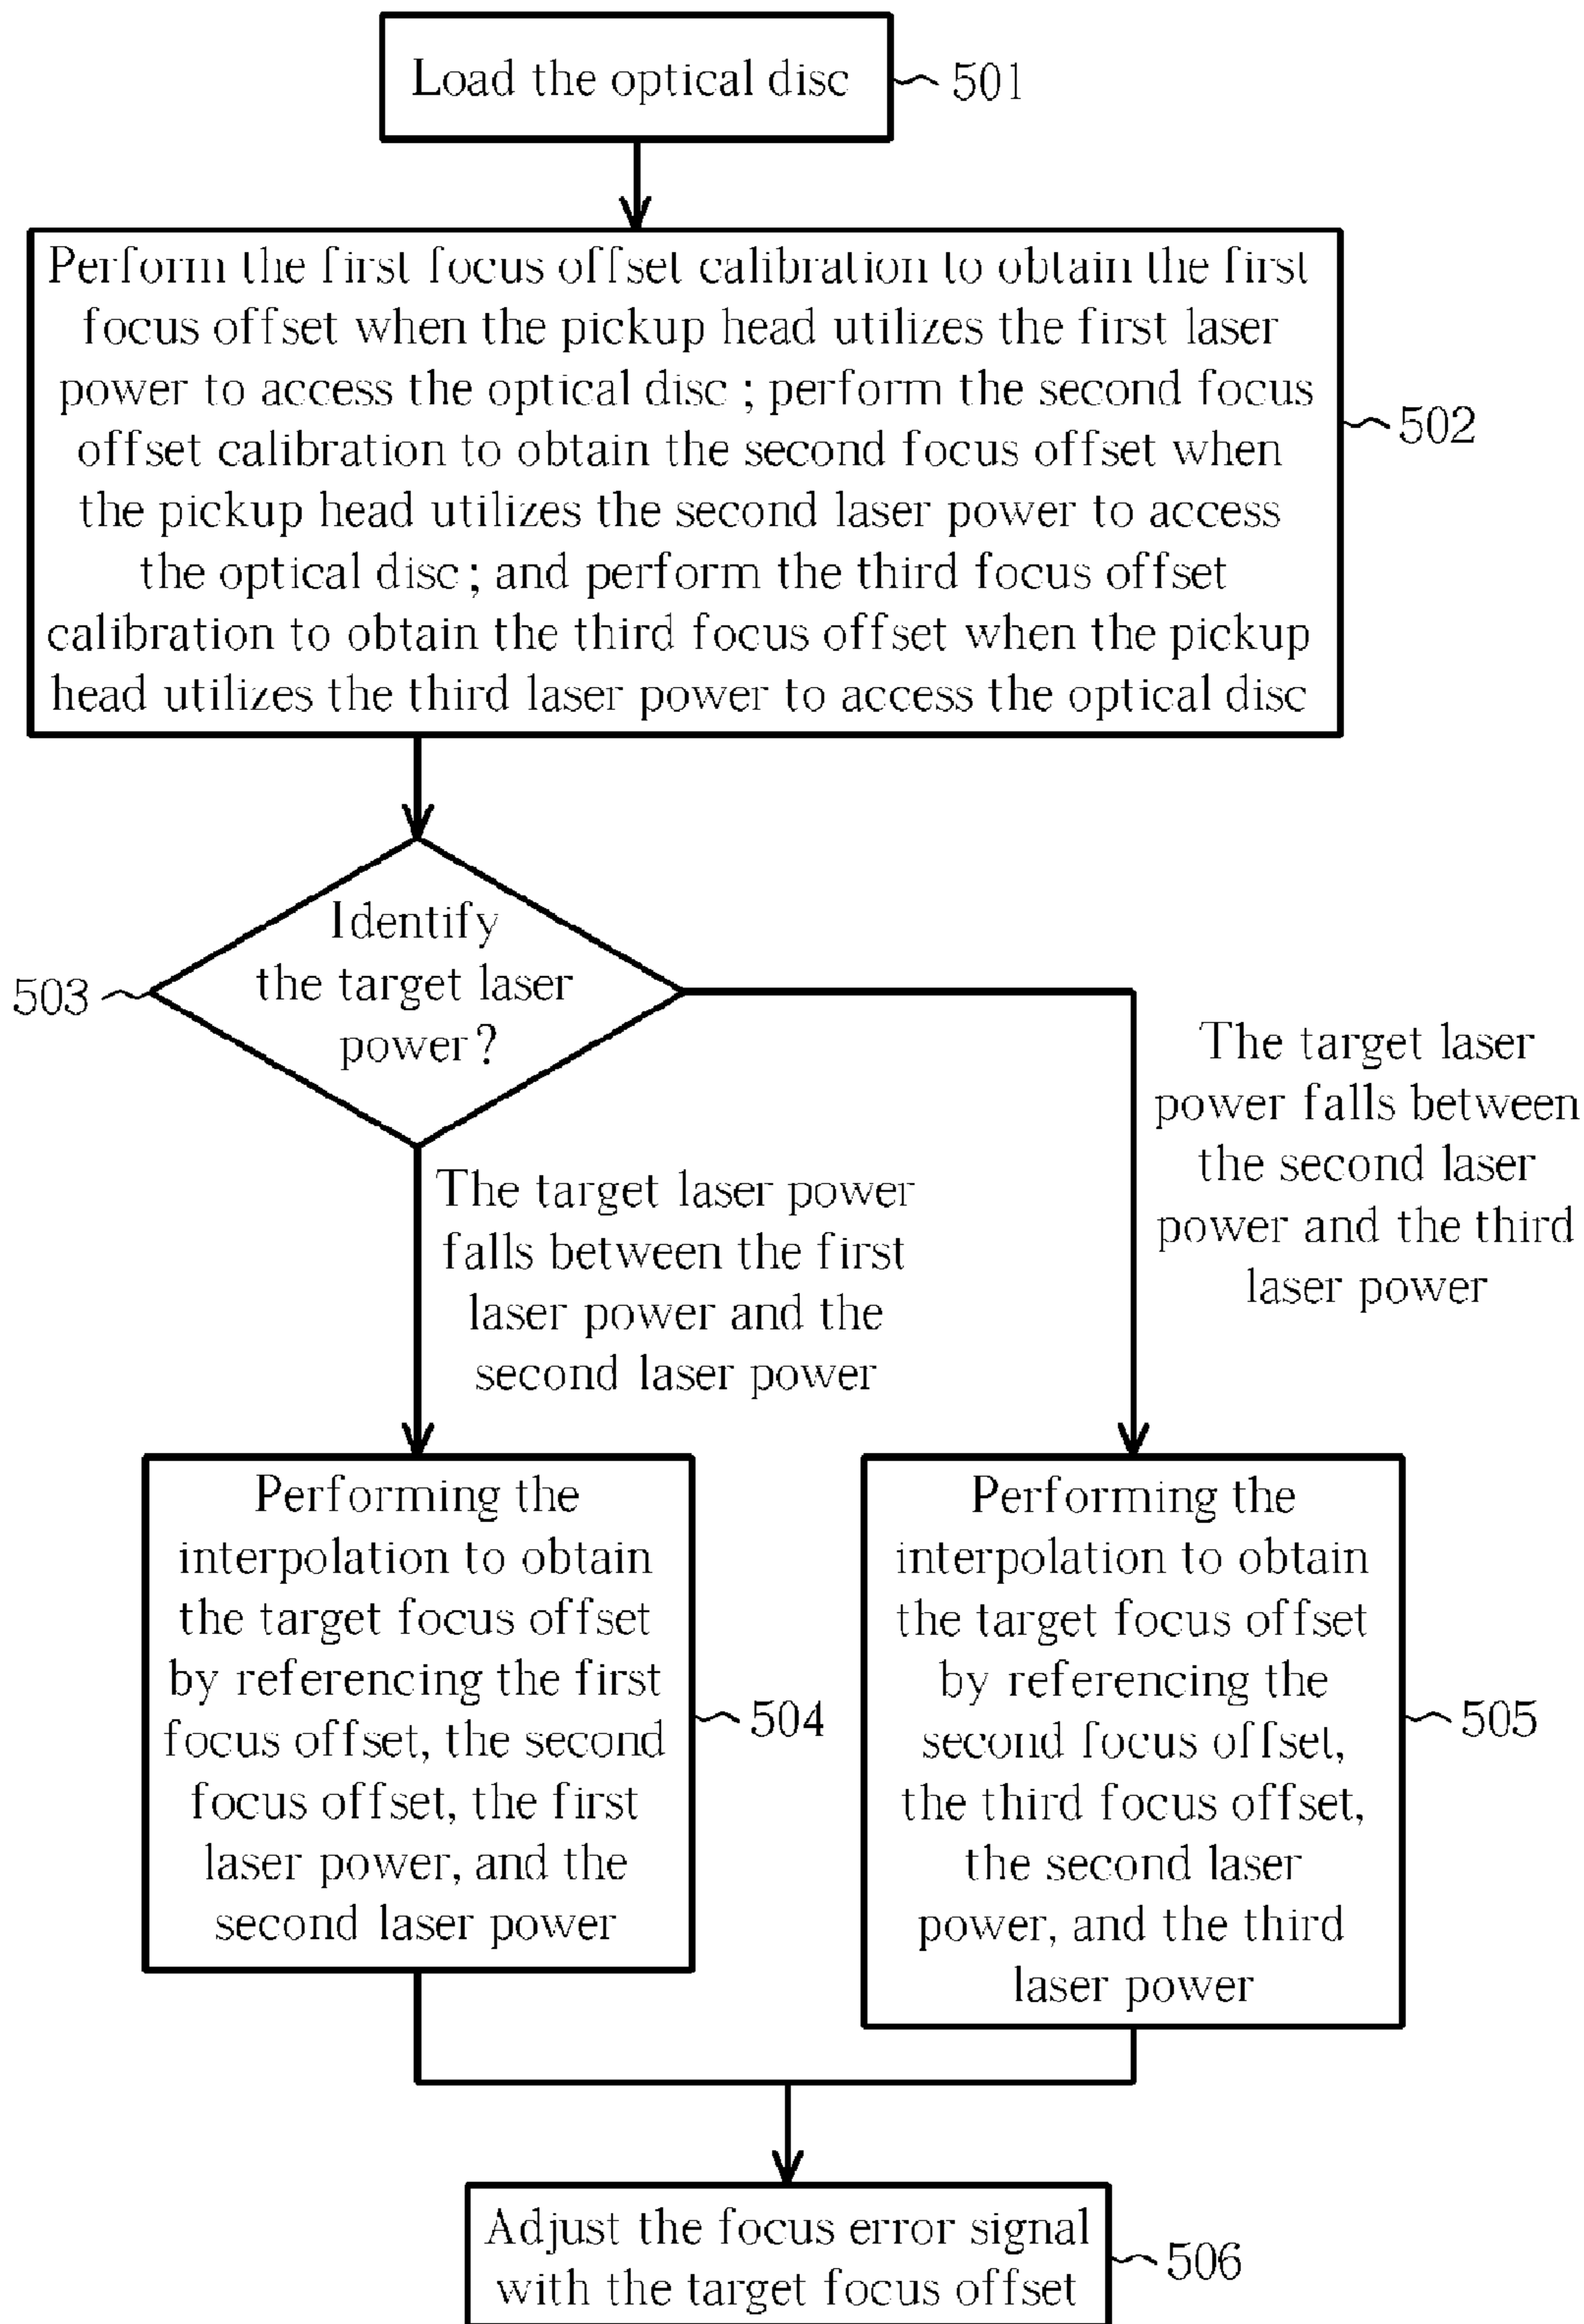 Load the optical disc
501
Perform the first focus offset calibration to obtain the first
focus offset when the pickup head utilizes the first laser
power to access the optical disc ; perform the second focus
offset calibration to obtain the second focus offset when
the pickup head utilizes the second laser power to access
the optical disc ; and perform the third focus offset
calibration to obtain the third focus offset when the pickup
head utilizes the third laser power to access the optical disc
502
Identify
the target laser
power?
503
The target laser power
falls between the first
laser power and the
second laser power
The target laser
power falls between
the second laser
power and the third
laser power
Performing the
interpolation to obtain
the target focus offset
by referencing the first
focus offset, the second
focus offset, the first
laser power, and the
second laser power
504
Performing the
interpolation to obtain
the target focus offset
by referencing the
second focus offset,
the third focus offset,
the second laser
power, and the third
laser power
505
Adjust the focus error signal
with the target focus offset
506